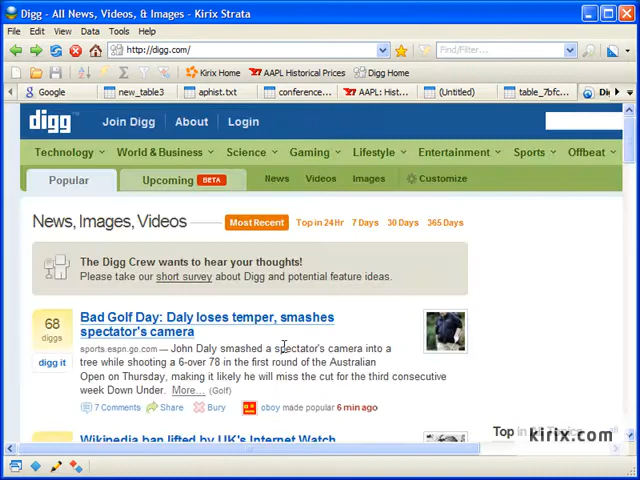 Digg - All News, Videos, & Images - Kirix Strata
File Edit View Data Tools Help
http://digg.com/
Find/Filter...
Kirix Home AAPL Historical Prices Digg Home
Google new_table3 aphist.txt conference... AAPL: Hist... (Untitled) table_7bfc...
digg Join Digg About Login
Technology World & Business Science Gaming Lifestyle Entertainment Sports Offbeat
Popular Upcoming BETA News Videos Images Customize
News, Images, Videos Most Recent Top in 24Hr 7 Days 30 Days 365 Days
The Digg Crew wants to hear your thoughts!
Please take our short survey about Digg and potential feature ideas.
68
diggs
digg it
Bad Golf Day: Daly loses temper, smashes
spectator's camera
sports.espn.go.com — John Daly smashed a spectator's camera into a
tree while shooting a 6-over 78 in the first round of the Australian
Open on Thursday, making it likely he will miss the cut for the third consecutive
week Down Under. More... (Golf)
7 Comments Share Bury oboy made popular 6 min ago
Wikipedia ban lifted by UK's Internet Watch
Top in All Topics
kirix.com